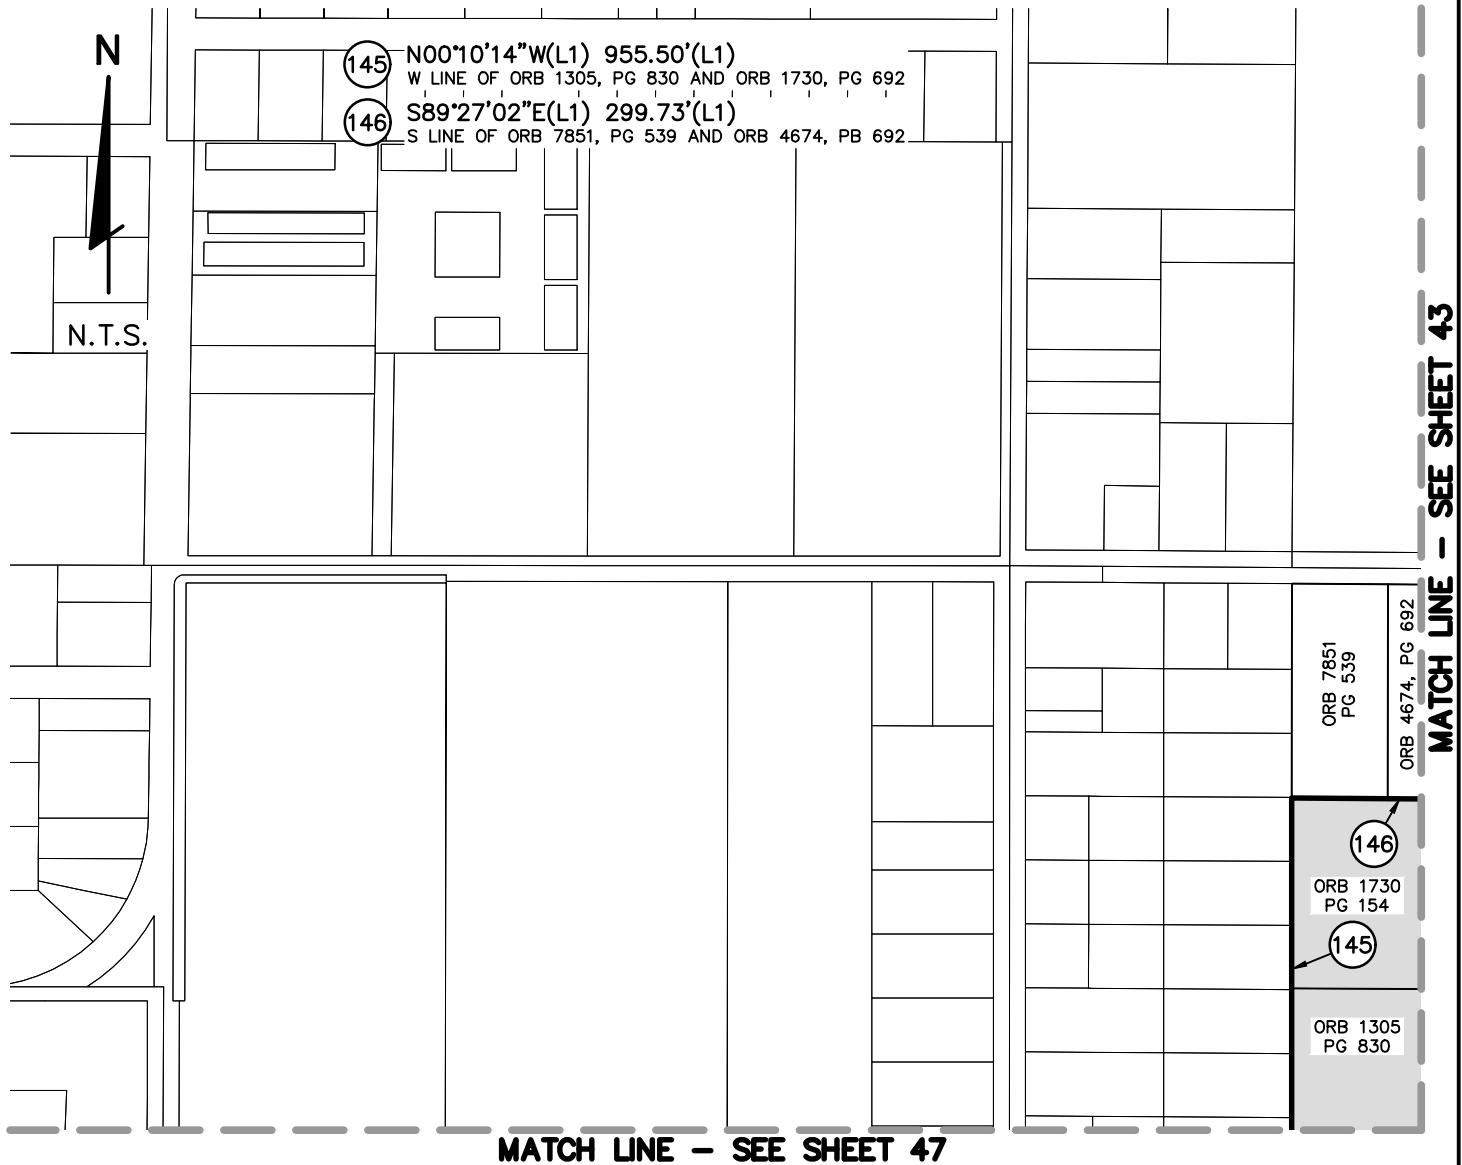 N
N.T.S.
145 N00°10'14"W(L1) 955.50'(L1)
W LINE OF ORB 1305, PG 830 AND ORB 1730, PG 692
146 S89°27'02"E(L1) 299.73'(L1)
S LINE OF ORB 7851, PG 539 AND ORB 4674, PB 692
MATCH LINE - SEE SHEET 43
ORB 7851
PG 539
ORB 4674, PG 692
146
ORB 1730
PG 154
145
ORB 1305
PG 830
MATCH LINE - SEE SHEET 47